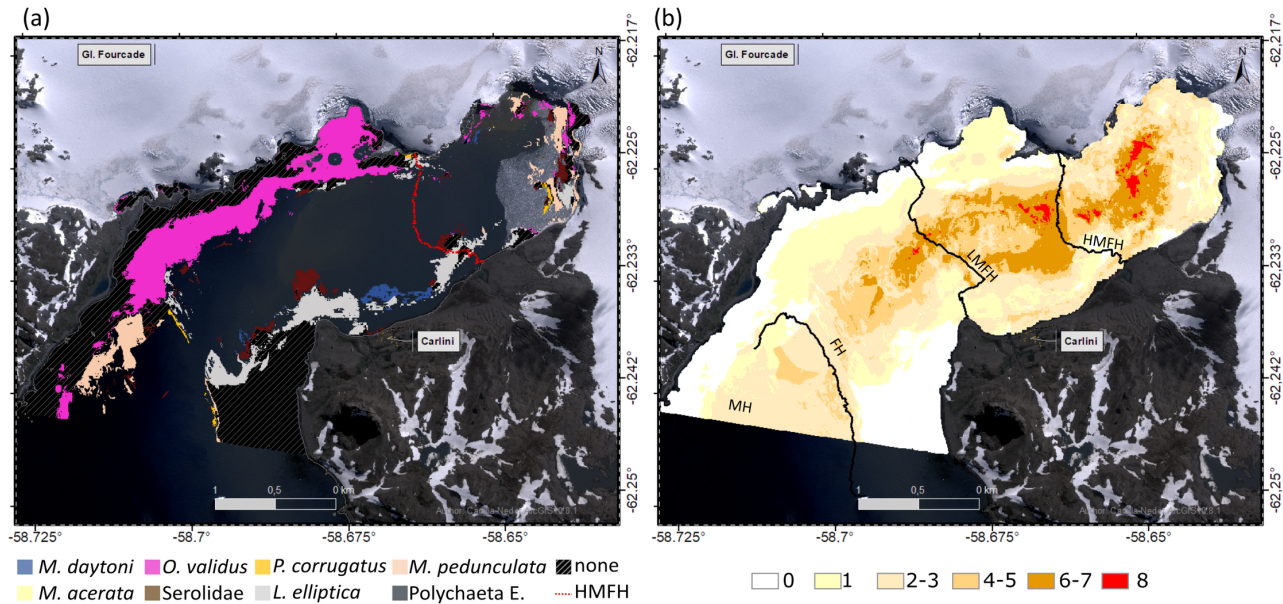 (a)
(b)
Gl. Fourcade
N
-62.217°
-62.225°
-62.233°
-62.242°
-62.25°
Carlini
1 0,5 0 km
-58.725° -58.7° -58.675° -58.65°
Gl. Fourcade
N
-62.217°
-62.225°
-62.233°
-62.242°
-62.25°
HMFH
LMFH
FH
MH
Carlini
1 0,5 0 km
-58.725° -58.7° -58.675° -58.65°
M. daytoni O. validus P. corrugatus M. pedunculata none
M. acerata Serolidae L. elliptica Polychaeta E. HMFH
0 1 2-3 4-5 6-7 8